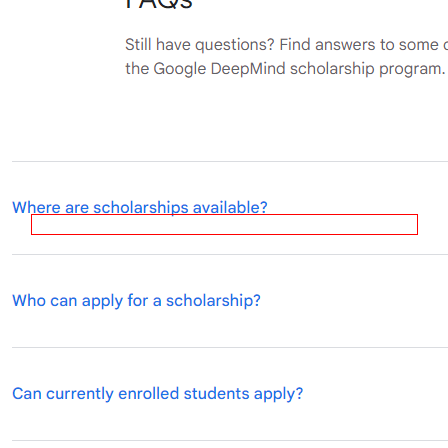 FAQs
Still have questions? Find answers to some
the Google DeepMind scholarship program.
Where are scholarships available?
Who can apply for a scholarship?
Can currently enrolled students apply?